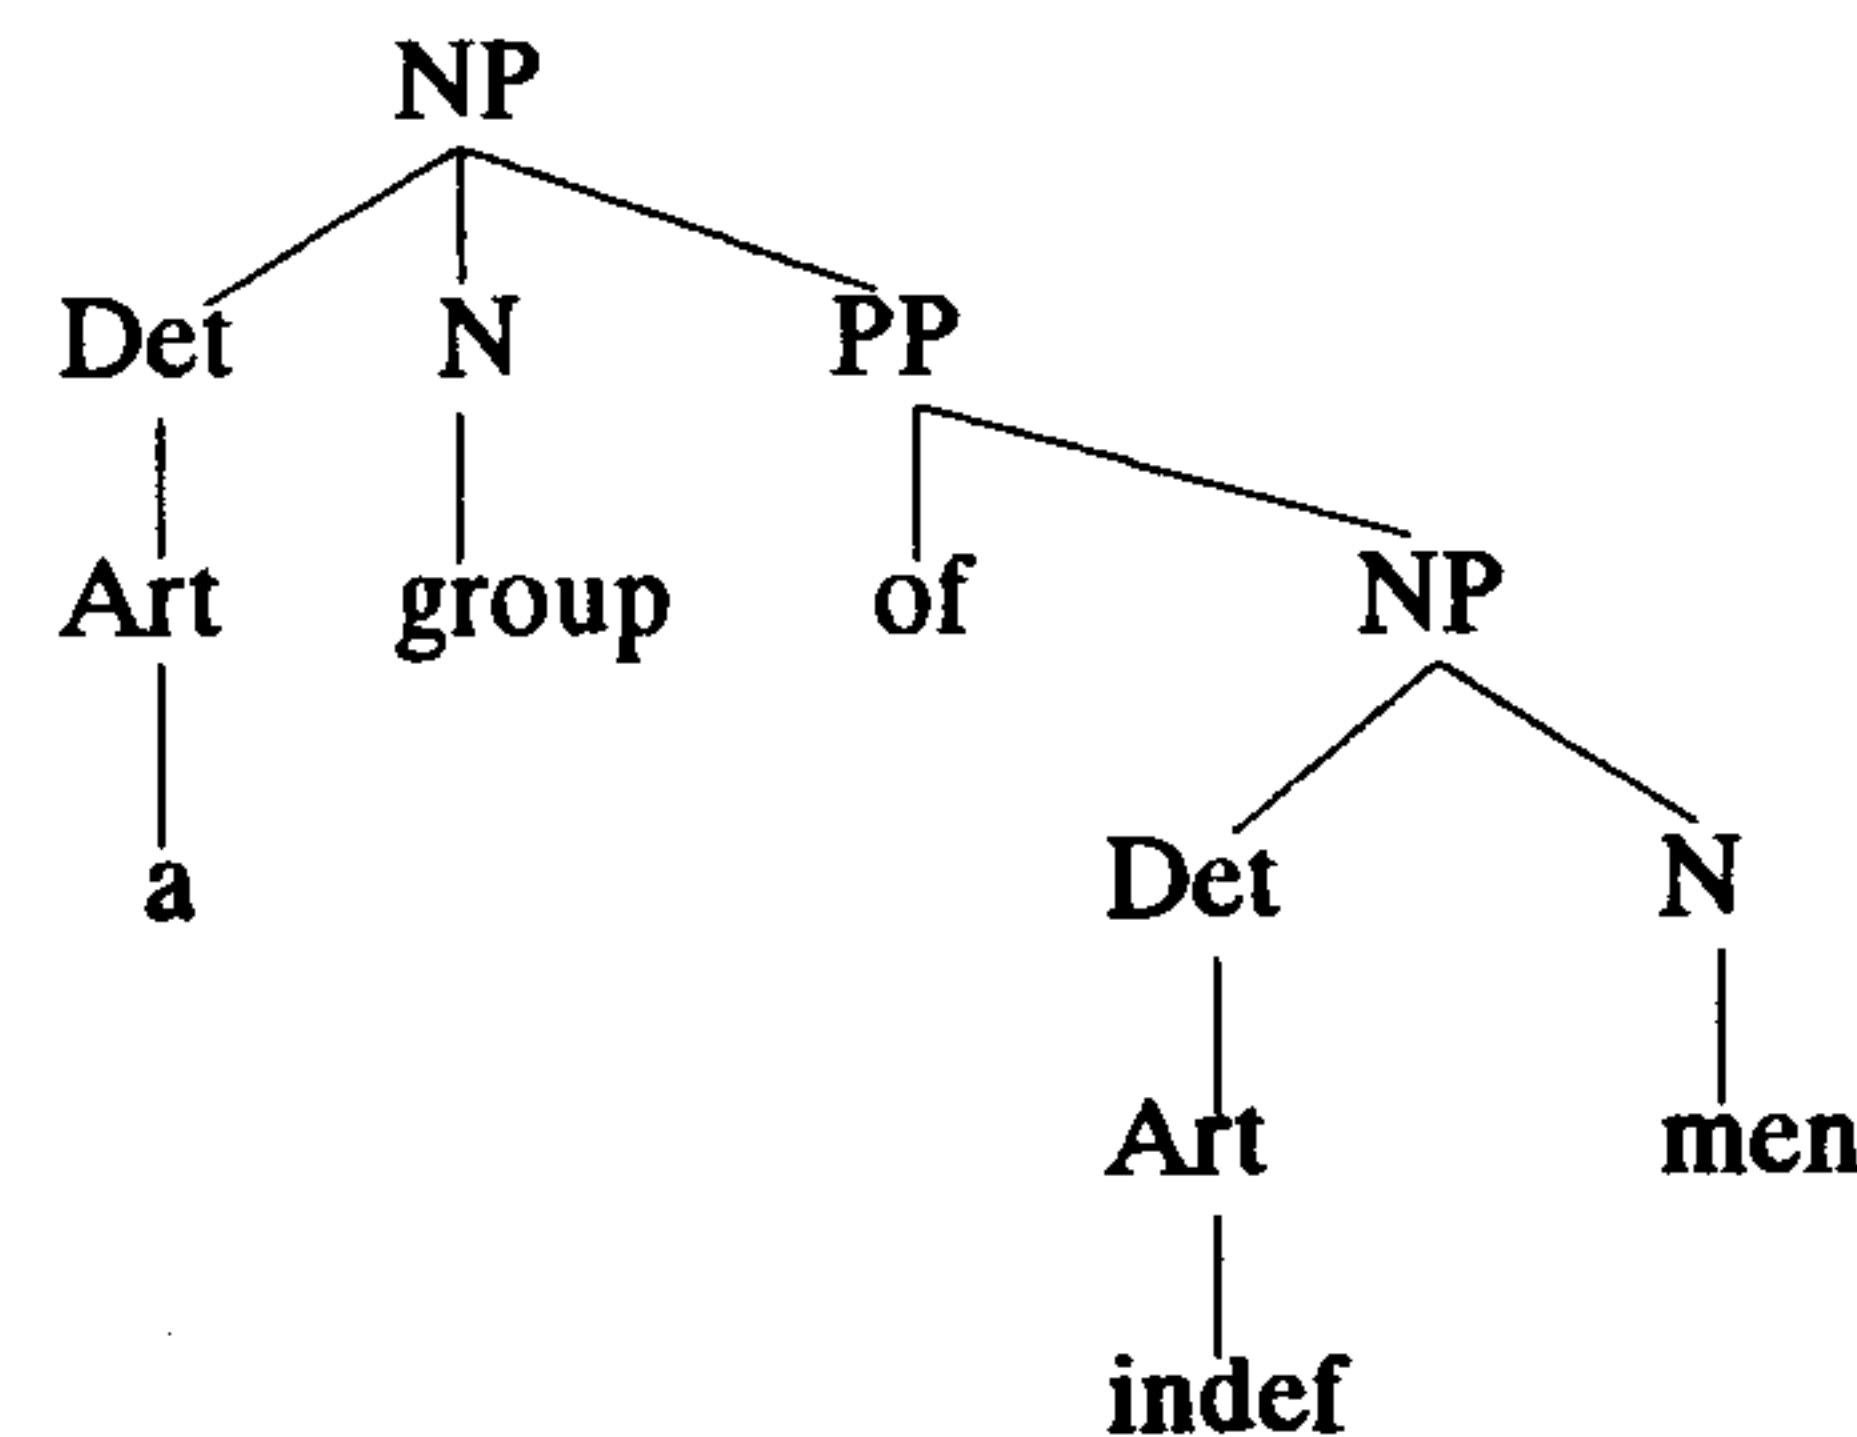 NP
Det N PP
Art group of NP
a Det N
Art men
indef